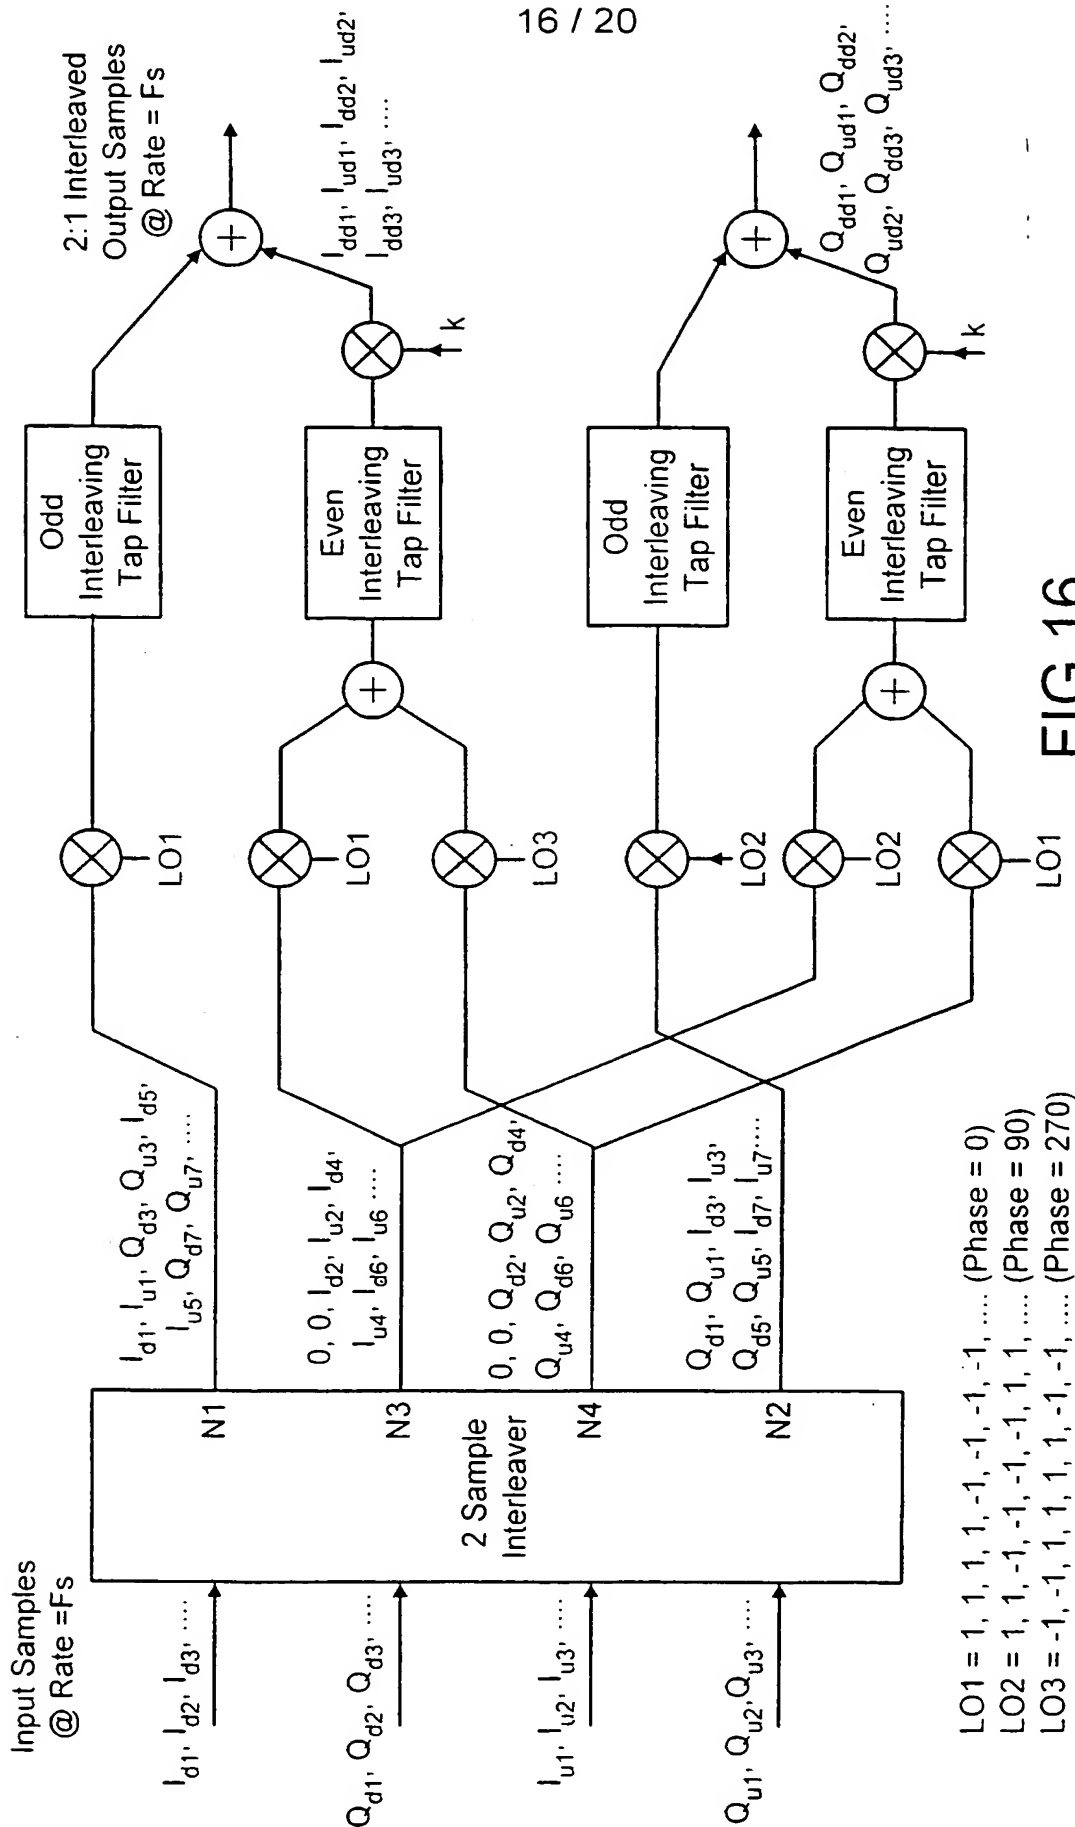 16 / 20
Input Samples
@ Rate =Fs
I_d1, I_d2, I_d3, ....
Q_d1, Q_d2, Q_d3, ....
I_u1, I_u2, I_u3, ....
Q_u1, Q_u2, Q_u3, ....
2 Sample
Interleaver
N1
N3
N4
N2
I_d1, I_u1, Q_d3, Q_u3, I_d5,
I_u5, Q_d7, Q_u7, ....
0, 0, I_d2, I_u2, I_d4,
I_u4, I_d6, I_u6 ....
0, 0, Q_d2, Q_u2, Q_d4,
Q_u4, Q_d6, Q_u6 ....
Q_d1, Q_u1, I_d3, I_u3,
Q_d5, Q_u5, I_d7, I_u7....
LO1
LO1
LO3
LO2
LO2
LO1
+
+
Odd
Interleaving
Tap Filter
Even
Interleaving
Tap Filter
Odd
Interleaving
Tap Filter
Even
Interleaving
Tap Filter
k
k
+
+
2:1 Interleaved
Output Samples
@ Rate = Fs
I_dd1, I_ud1, I_dd2, I_ud2,
I_dd3, I_ud3, ....
Q_dd1, Q_ud1, Q_dd2,
Q_ud2, Q_dd3, Q_ud3, ....
LO1 = 1, 1, 1, 1, -1, -1, -1, -1, .... (Phase = 0)
LO2 = 1, 1, -1, -1, -1, -1, 1, 1, .... (Phase = 90)
LO3 = -1, -1, 1, 1, 1, 1, -1, -1, .... (Phase = 270)
FIG 16